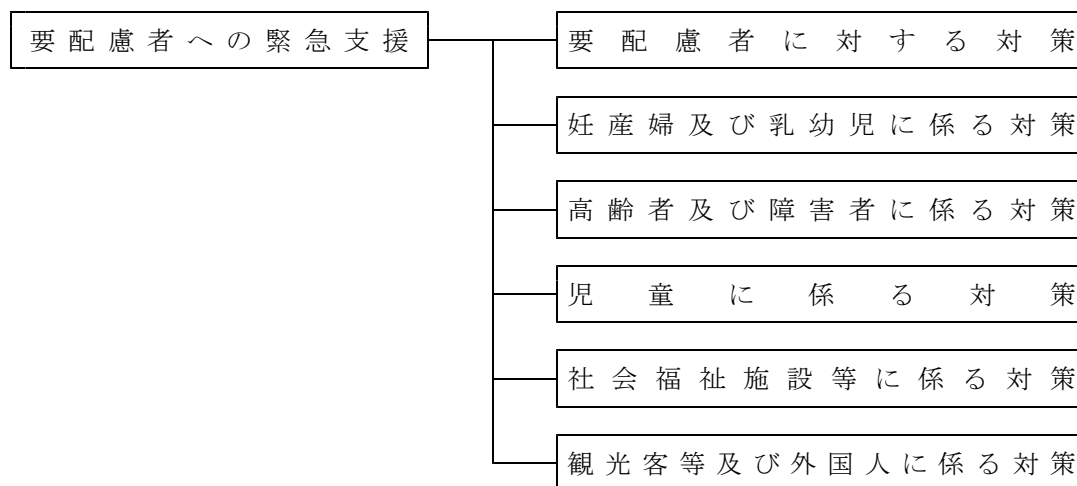 要配慮者への緊急支援
要配慮者に対する対策
妊産婦及び乳幼児に係る対策
高齢者及び障害者に係る対策
児童に係る対策
社会福祉施設等に係る対策
観光客等及び外国人に係る対策